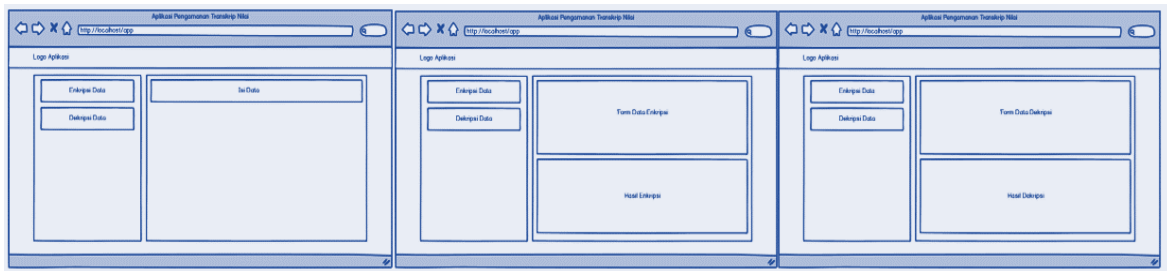 Aplikasi Pengamanan Transkrip Nilai
http://localhost/app
Logo Aplikasi
Enkripsi Data
Isi Data
Dekripsi Data
Aplikasi Pengamanan Transkrip Nilai
http://localhost/app
Logo Aplikasi
Enkripsi Data
Dekripsi Data
Form Data Enkripsi
Hasil Enkripsi
Aplikasi Pengamanan Transkrip Nilai
http://localhost/app
Logo Aplikasi
Enkripsi Data
Dekripsi Data
Form Data Dekripsi
Hasil Dekripsi